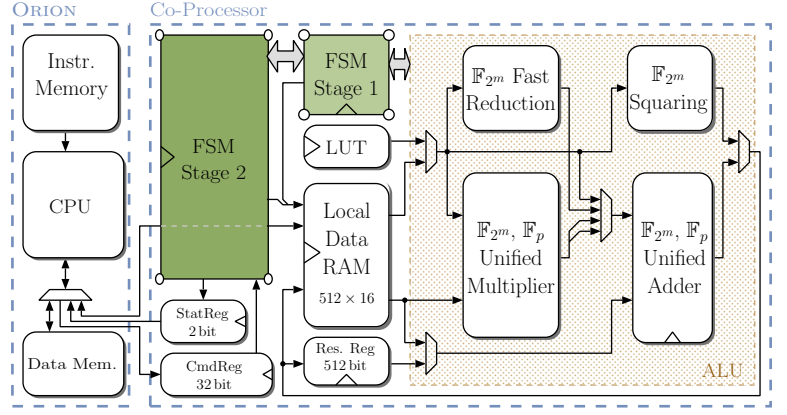 ORION
Co-Processor
Instr.
Memory
CPU
Data Mem.
FSM
Stage 2
StatReg
2 bit
CmdReg
32 bit
FSM
Stage 1
LUT
Local
Data
RAM
512 × 16
Res. Reg
512 bit
𝔽₂ᵐ Fast
Reduction
𝔽₂ᵐ
Squaring
𝔽₂ᵐ, 𝔽ₚ
Unified
Multiplier
𝔽₂ᵐ, 𝔽ₚ
Unified
Adder
ALU